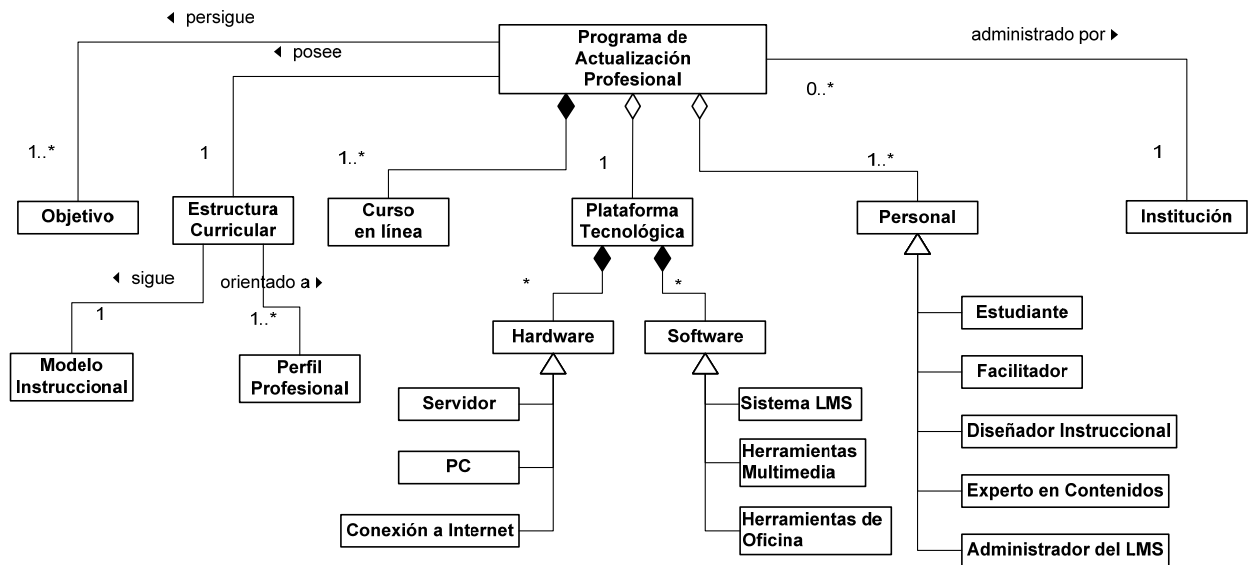 ◄ persigue
Programa de
Actualización
Profesional
administrado por ►
◄ posee
0..*
1..*
1
1..*
1
1..*
1
Objetivo
Estructura
Curricular
Curso
en línea
Plataforma
Tecnológica
Personal
Institución
◄ sigue
orientado a ►
*
*
1
1..*
Hardware
Software
Estudiante
Modelo
Instruccional
Perfil
Profesional
Facilitador
Servidor
Sistema LMS
Diseñador Instruccional
PC
Herramientas
Multimedia
Experto en Contenidos
Conexión a Internet
Herramientas de
Oficina
Administrador del LMS